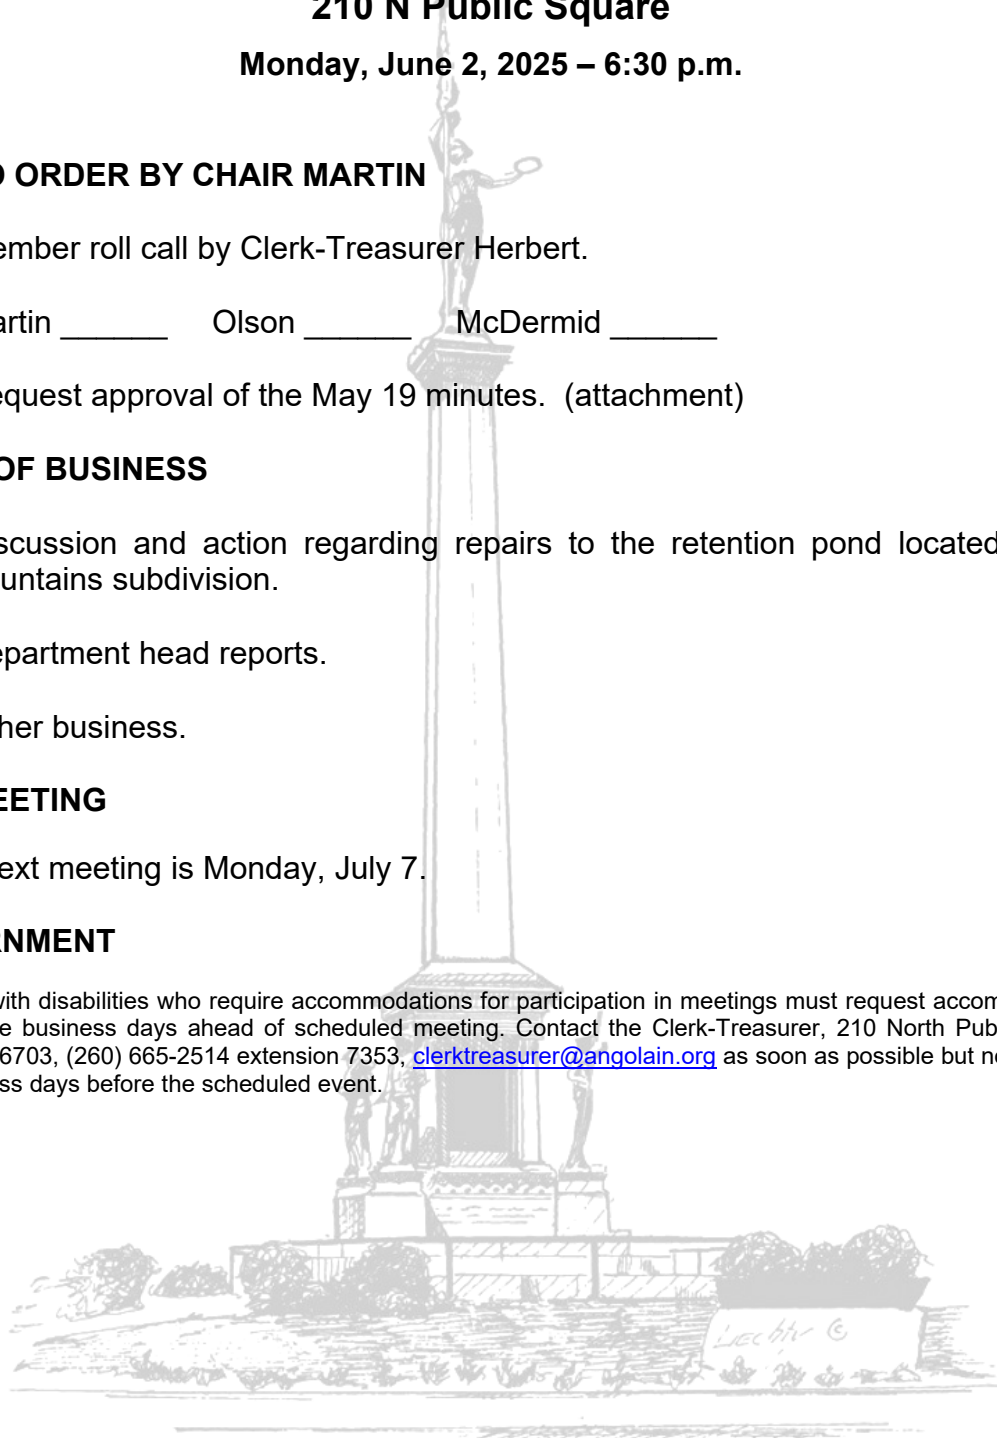 210 N Public Square
Monday, June 2, 2025 – 6:30 p.m.
O ORDER BY CHAIR MARTIN
ember roll call by Clerk-Treasurer Herbert.
artin ______ Olson ______ McDermid ______
equest approval of the May 19 minutes. (attachment)
OF BUSINESS
scussion and action regarding repairs to the retention pond located
untains subdivision.
epartment head reports.
her business.
EETING
ext meeting is Monday, July 7.
RNMENT
with disabilities who require accommodations for participation in meetings must request accom
e business days ahead of scheduled meeting. Contact the Clerk-Treasurer, 210 North Pub
6703, (260) 665-2514 extension 7353, clerktreasurer@angolain.org as soon as possible but no
ss days before the scheduled event.